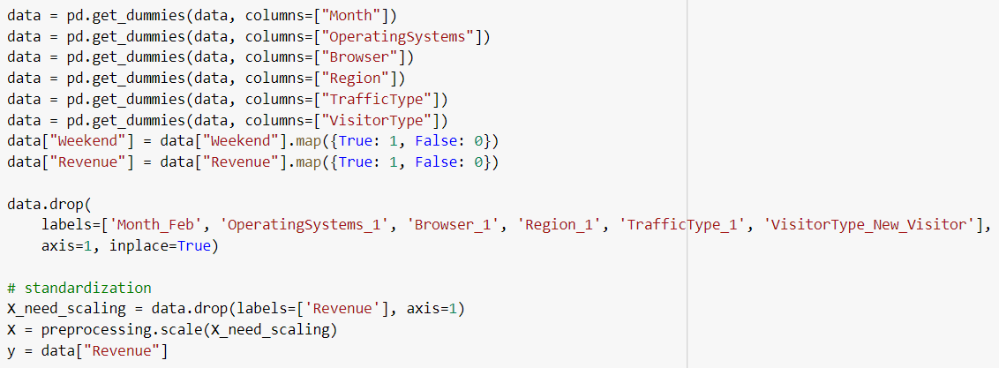 data = pd.get_dummies(data, columns=["Month"])
data = pd.get_dummies(data, columns=["OperatingSystems"])
data = pd.get_dummies(data, columns=["Browser"])
data = pd.get_dummies(data, columns=["Region"])
data = pd.get_dummies(data, columns=["TrafficType"])
data = pd.get_dummies(data, columns=["VisitorType"])
data["Weekend"] = data["Weekend"].map({True: 1, False: 0})
data["Revenue"] = data["Revenue"].map({True: 1, False: 0})

data.drop(
    labels=['Month_Feb', 'OperatingSystems_1', 'Browser_1', 'Region_1', 'TrafficType_1', 'VisitorType_New_Visitor'],
    axis=1, inplace=True)

# standardization
X_need_scaling = data.drop(labels=['Revenue'], axis=1)
X = preprocessing.scale(X_need_scaling)
y = data["Revenue"]